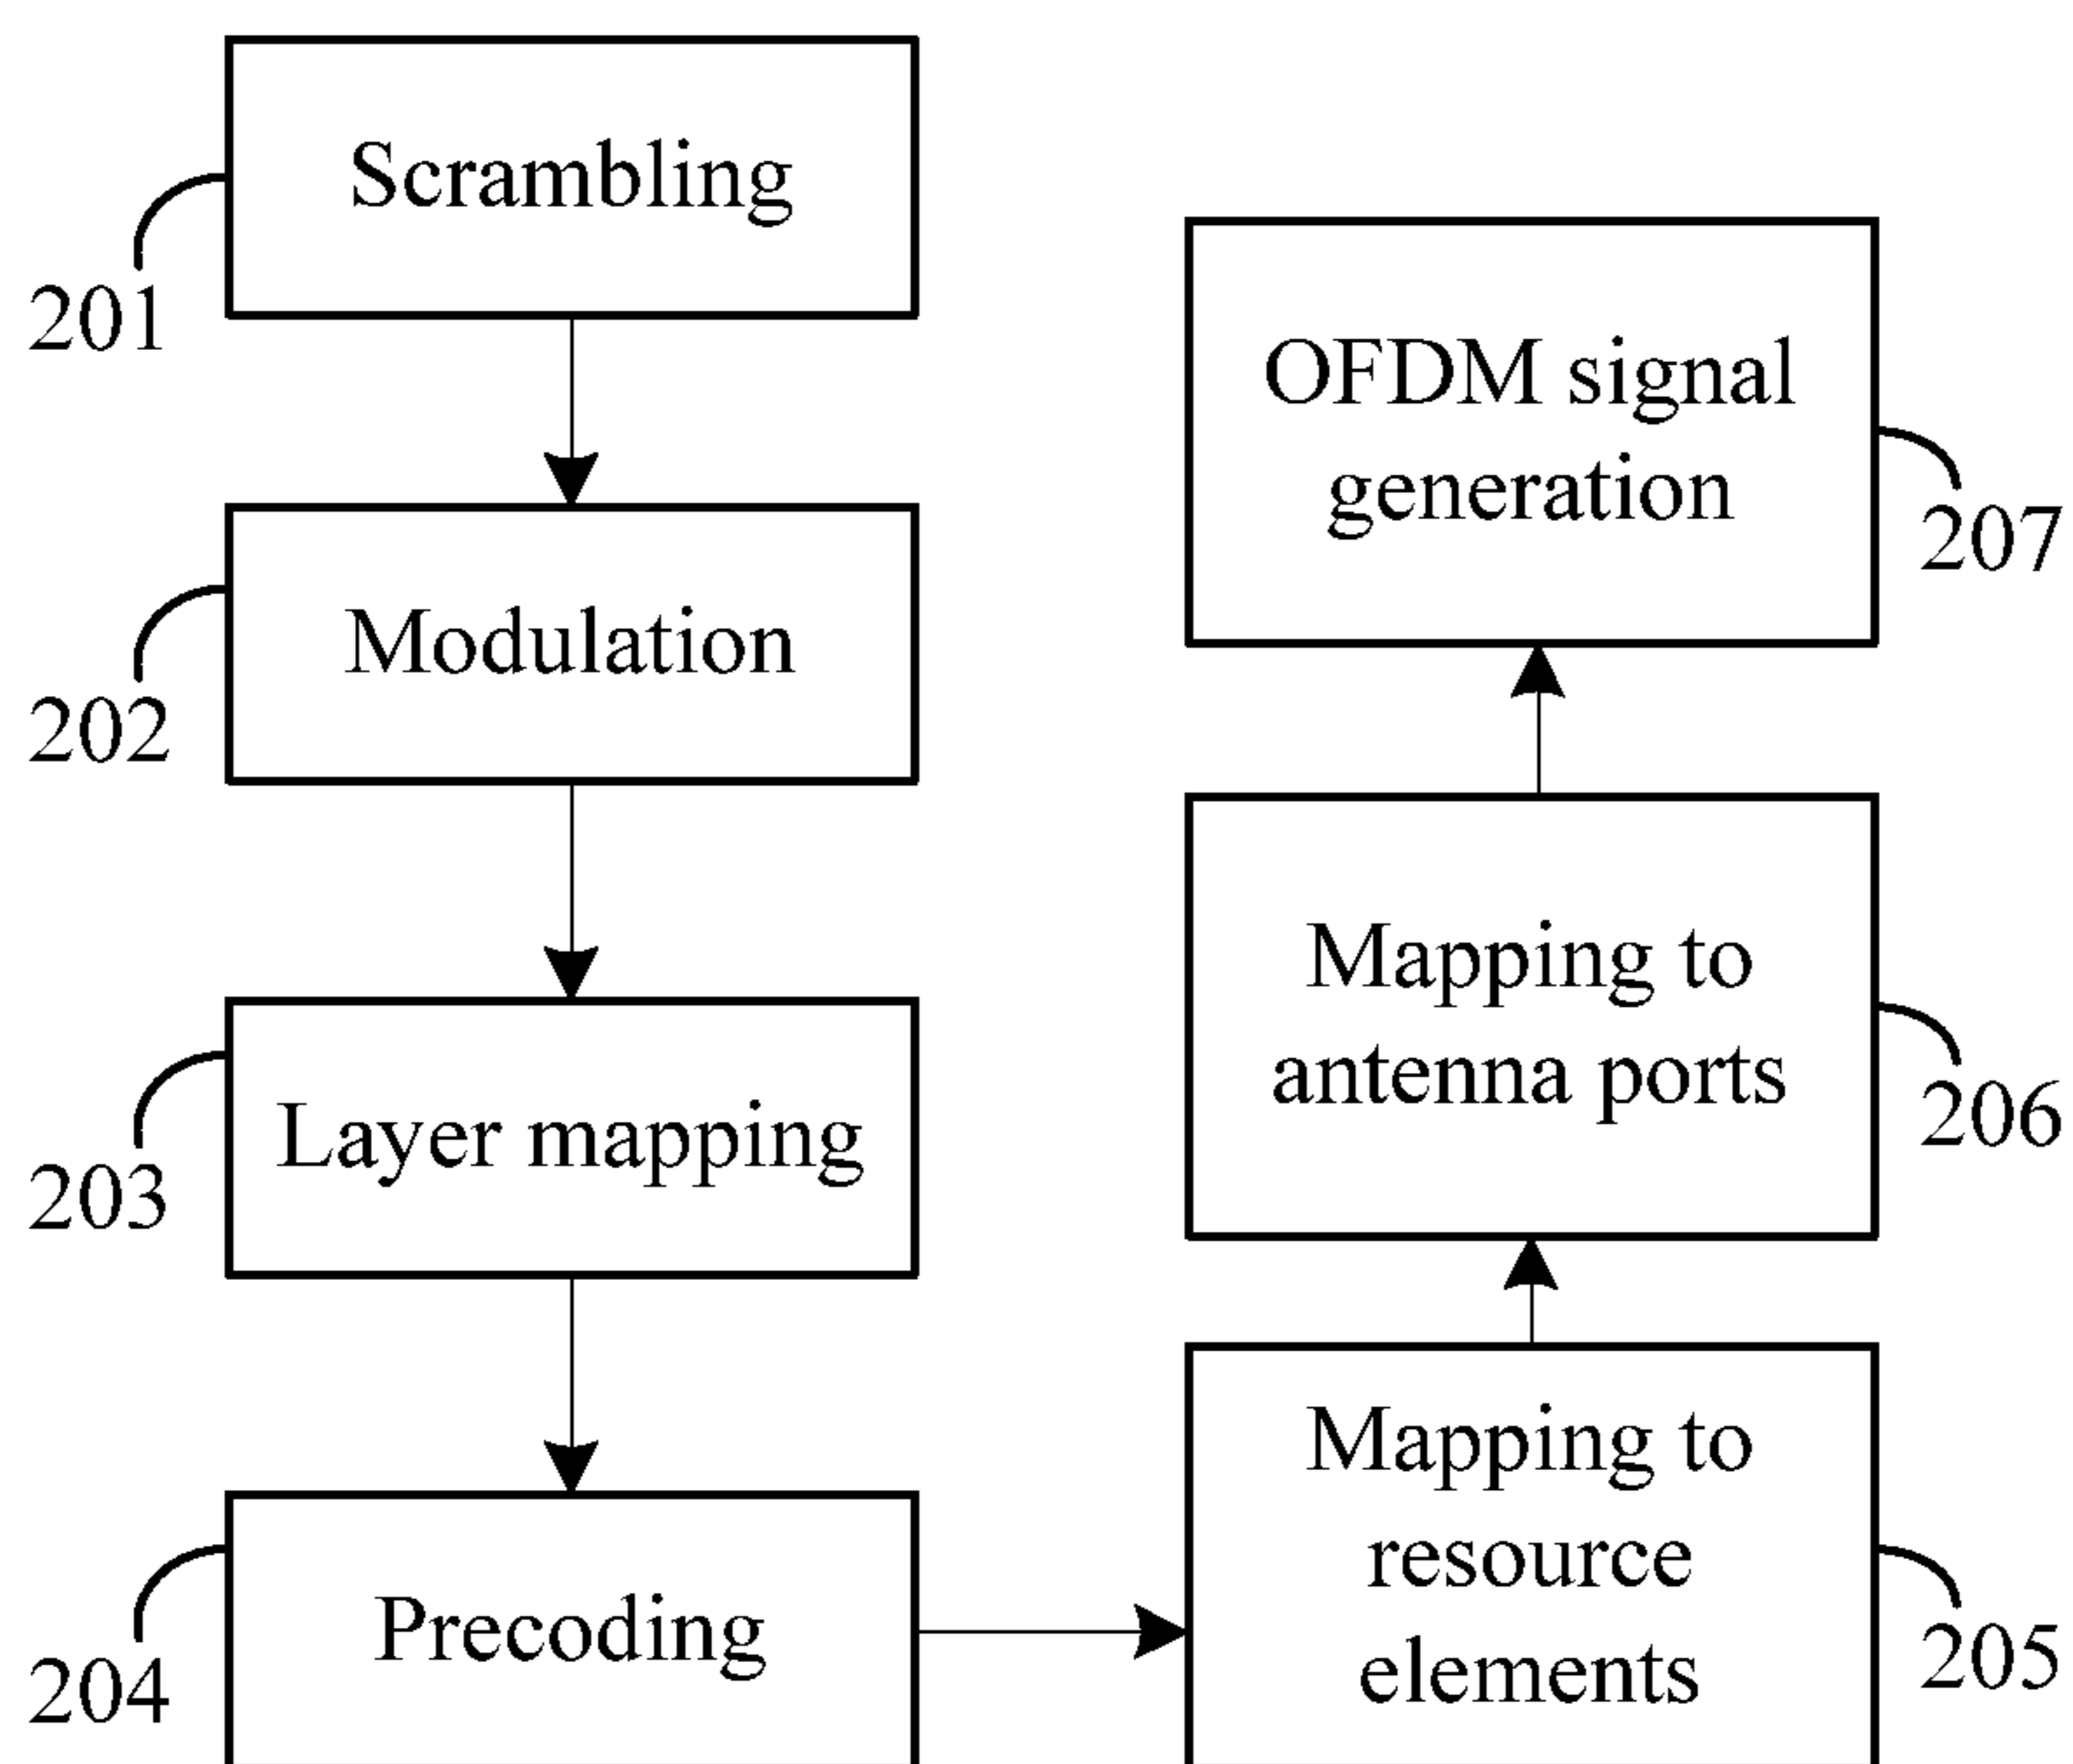 Scrambling
201
Modulation
202
Layer mapping
203
Precoding
204
Mapping to
resource
elements
205
Mapping to
antenna ports
206
OFDM signal
generation
207